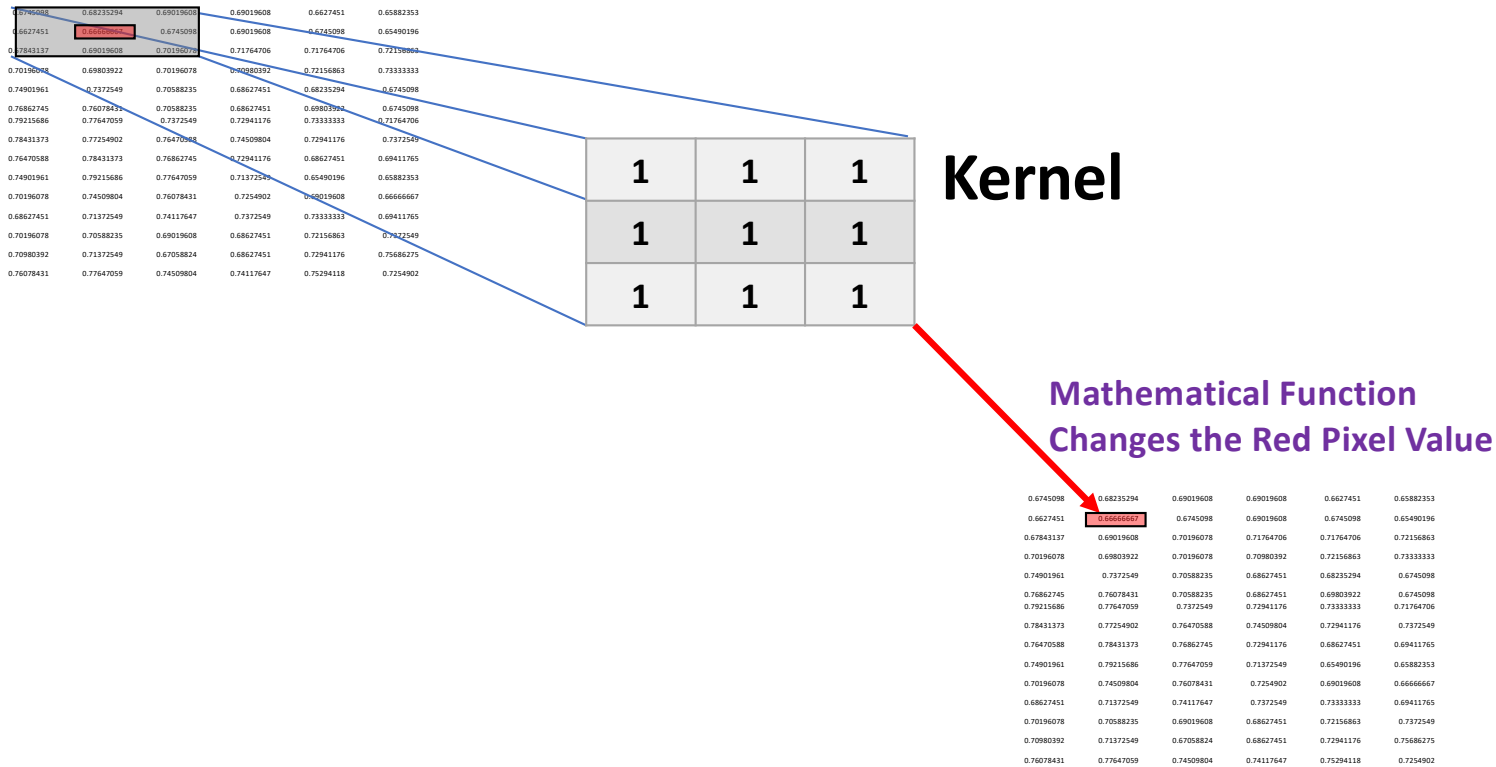 0.6745098 0.68235294 0.69019608 0.69019608 0.6627451 0.65882353
0.6627451 0.66666667 0.6745098 0.69019608 0.6745098 0.65490196
0.67843137 0.69019608 0.70196078 0.71764706 0.71764706 0.72156863
0.70196078 0.69803922 0.70196078 0.70980392 0.72156863 0.73333333
0.74901961 0.7372549 0.70588235 0.68627451 0.68235294 0.6745098
0.76862745 0.76078431 0.70588235 0.68627451 0.69803922 0.6745098
0.79215686 0.77647059 0.7372549 0.72941176 0.73333333 0.71764706
0.78431373 0.77254902 0.76470588 0.74509804 0.72941176 0.7372549
0.76470588 0.78431373 0.76862745 0.72941176 0.68627451 0.69411765
0.74901961 0.79215686 0.77647059 0.71372549 0.65490196 0.65882353
0.70196078 0.74509804 0.76078431 0.7254902 0.69019608 0.66666667
0.68627451 0.71372549 0.74117647 0.7372549 0.73333333 0.69411765
0.70196078 0.70588235 0.69019608 0.68627451 0.72156863 0.7372549
0.70980392 0.71372549 0.67058824 0.68627451 0.72941176 0.75686275
0.76078431 0.77647059 0.74509804 0.74117647 0.75294118 0.7254902
1 1 1
1 1 1
1 1 1
Kernel
Mathematical Function
Changes the Red Pixel Value
0.6745098 0.68235294 0.69019608 0.69019608 0.6627451 0.65882353
0.6627451 0.66666667 0.6745098 0.69019608 0.6745098 0.65490196
0.67843137 0.69019608 0.70196078 0.71764706 0.71764706 0.72156863
0.70196078 0.69803922 0.70196078 0.70980392 0.72156863 0.73333333
0.74901961 0.7372549 0.70588235 0.68627451 0.68235294 0.6745098
0.76862745 0.76078431 0.70588235 0.68627451 0.69803922 0.6745098
0.79215686 0.77647059 0.7372549 0.72941176 0.73333333 0.71764706
0.78431373 0.77254902 0.76470588 0.74509804 0.72941176 0.7372549
0.76470588 0.78431373 0.76862745 0.72941176 0.68627451 0.69411765
0.74901961 0.79215686 0.77647059 0.71372549 0.65490196 0.65882353
0.70196078 0.74509804 0.76078431 0.7254902 0.69019608 0.66666667
0.68627451 0.71372549 0.74117647 0.7372549 0.73333333 0.69411765
0.70196078 0.70588235 0.69019608 0.68627451 0.72156863 0.7372549
0.70980392 0.71372549 0.67058824 0.68627451 0.72941176 0.75686275
0.76078431 0.77647059 0.74509804 0.74117647 0.75294118 0.7254902